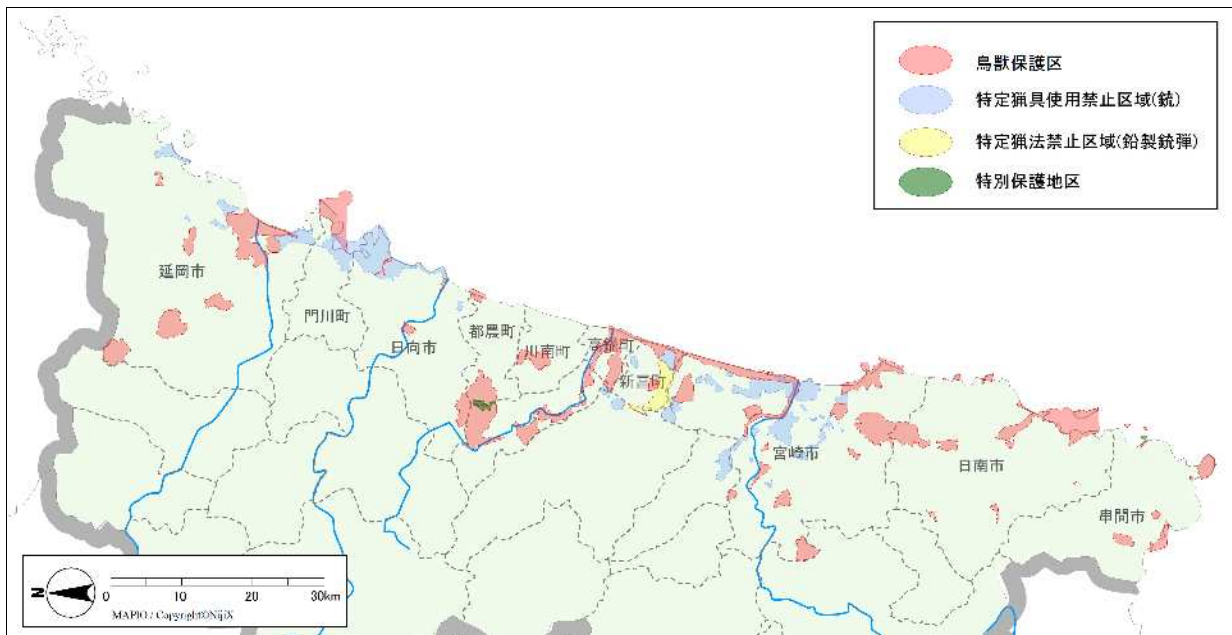 鳥獣保護区
特定猟具使用禁止区域(銃)
特定猟法禁止区域(鉛製銃弾)
特別保護地区
延岡市
門川町
日向市
都農町
川南町
高鍋町
新富町
宮崎市
日南市
串間市
N
0 10 20 30km
MAPIO / Copyright©NijiX